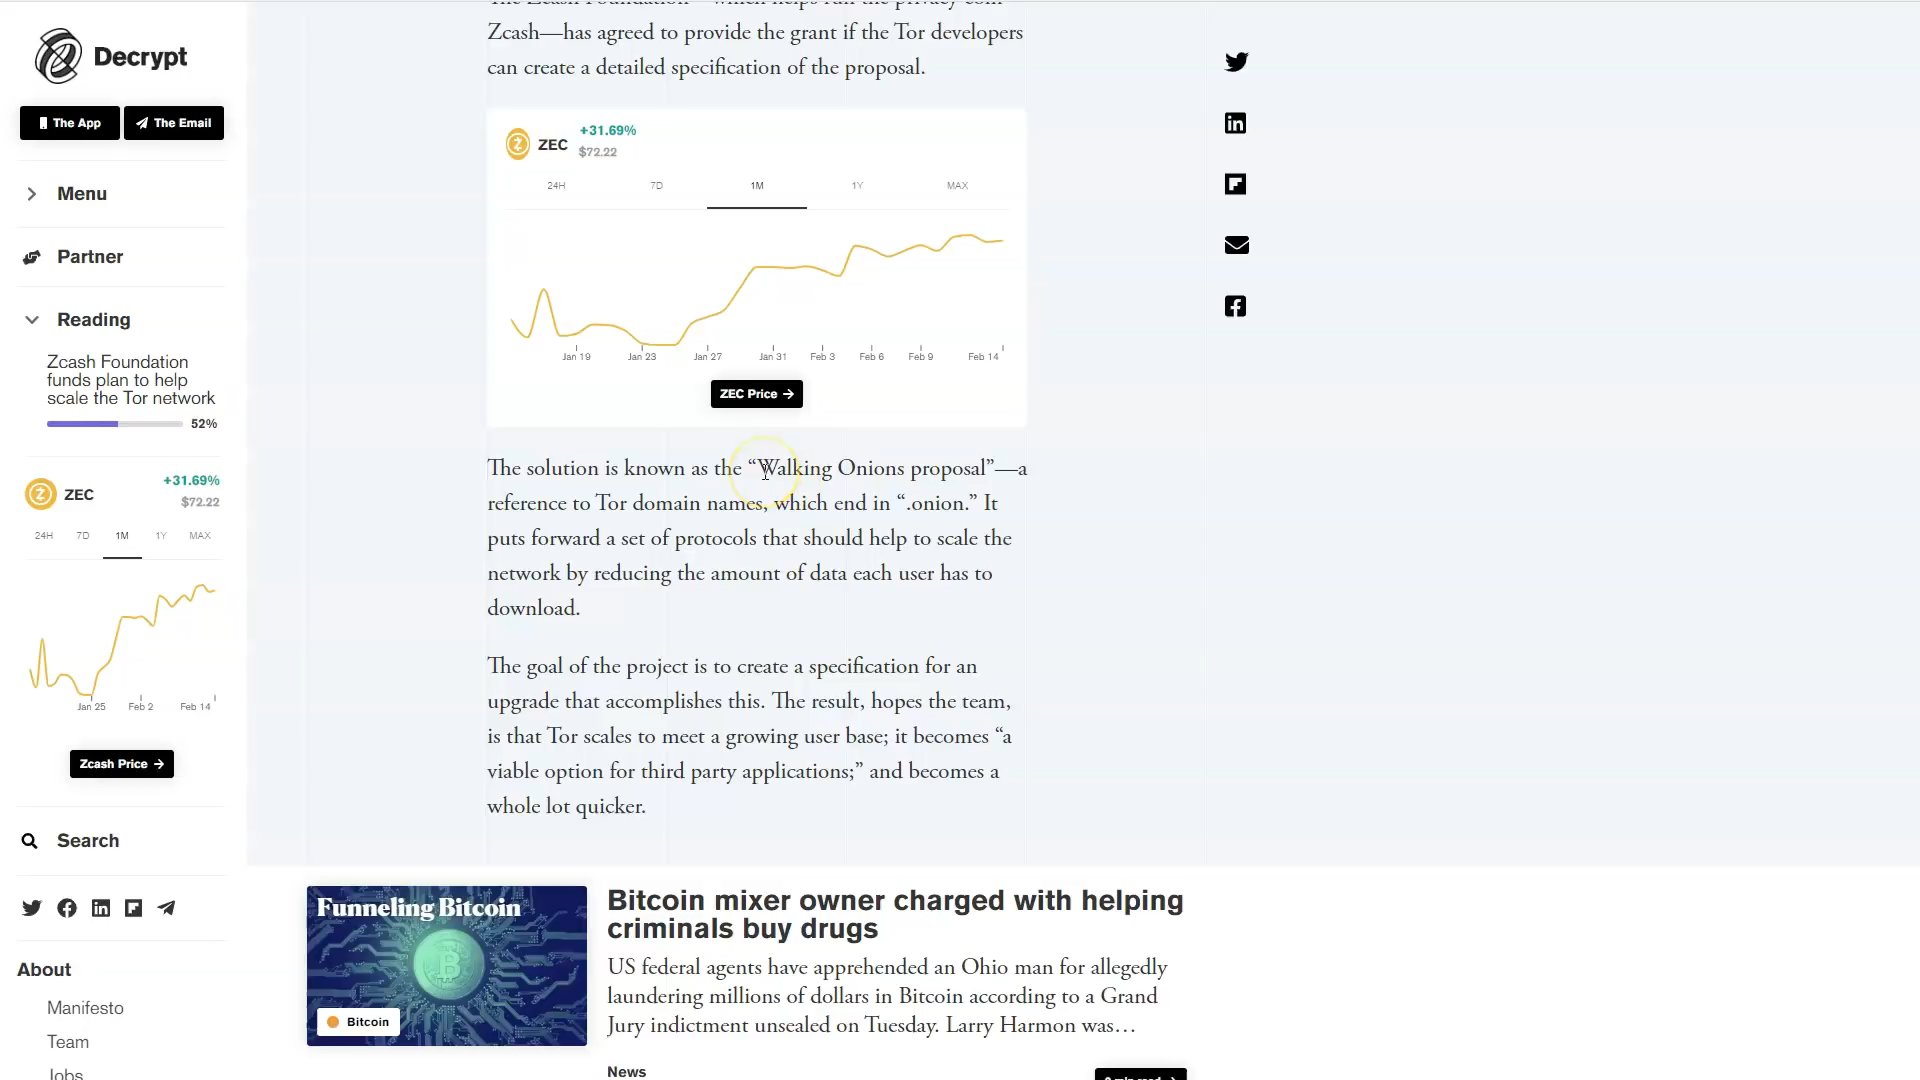 Decrypt
The App
The Email
Menu
Partner
Reading
Zcash Foundation
funds plan to help
scale the Tor network
52%
ZEC
+31.69%
$72.22
24H 7D 1M 1Y MAX
Jan 25 Feb 2 Feb 14
Zcash Price →
Search
About
Manifesto
Team
Jobs
Zcash—has agreed to provide the grant if the Tor developers
can create a detailed specification of the proposal.
ZEC
+31.69%
$72.22
24H 7D 1M 1Y MAX
Jan 19 Jan 23 Jan 27 Jan 31 Feb 3 Feb 6 Feb 9 Feb 14
ZEC Price →
The solution is known as the “Walking Onions proposal”—a
reference to Tor domain names, which end in “.onion.” It
puts forward a set of protocols that should help to scale the
network by reducing the amount of data each user has to
download.
The goal of the project is to create a specification for an
upgrade that accomplishes this. The result, hopes the team,
is that Tor scales to meet a growing user base; it becomes “a
viable option for third party applications;” and becomes a
whole lot quicker.
Funneling Bitcoin
Bitcoin
Bitcoin mixer owner charged with helping
criminals buy drugs
US federal agents have apprehended an Ohio man for allegedly
laundering millions of dollars in Bitcoin according to a Grand
Jury indictment unsealed on Tuesday. Larry Harmon was…
News